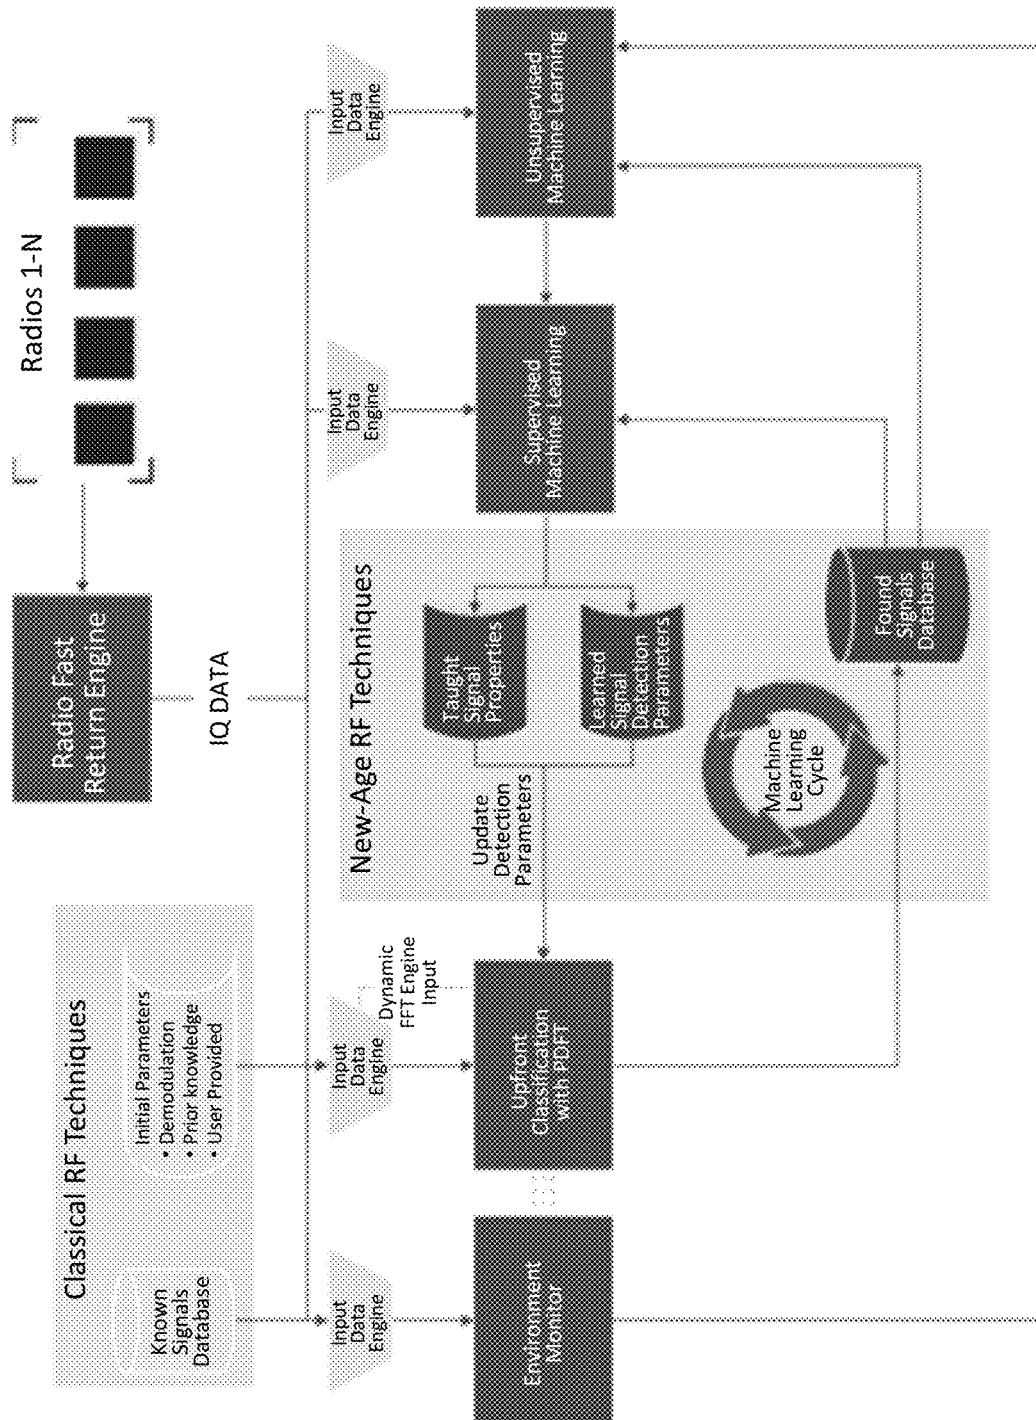 Classical RF Techniques
Known
Signals
Database
Initial Parameters
• Demodulation
• Prior knowledge
• User Provided
Radio Fast
Return Engine
Radios 1-N
IQ DATA
Input
Data
Engine
Input
Data
Engine
Dynamic
FFT Engine
Input
Input
Data
Engine
Input
Data
Engine
New-Age RF Techniques
Environment
Monitor
Upfront
Classification
with PDFT
Update
Detection
Parameters
Taught
Signal
Properties
Learned
Signal
Detection
Parameters
Supervised
Machine Learning
Unsupervised
Machine Learning
Machine
Learning
Cycle
Found
Signals
Database